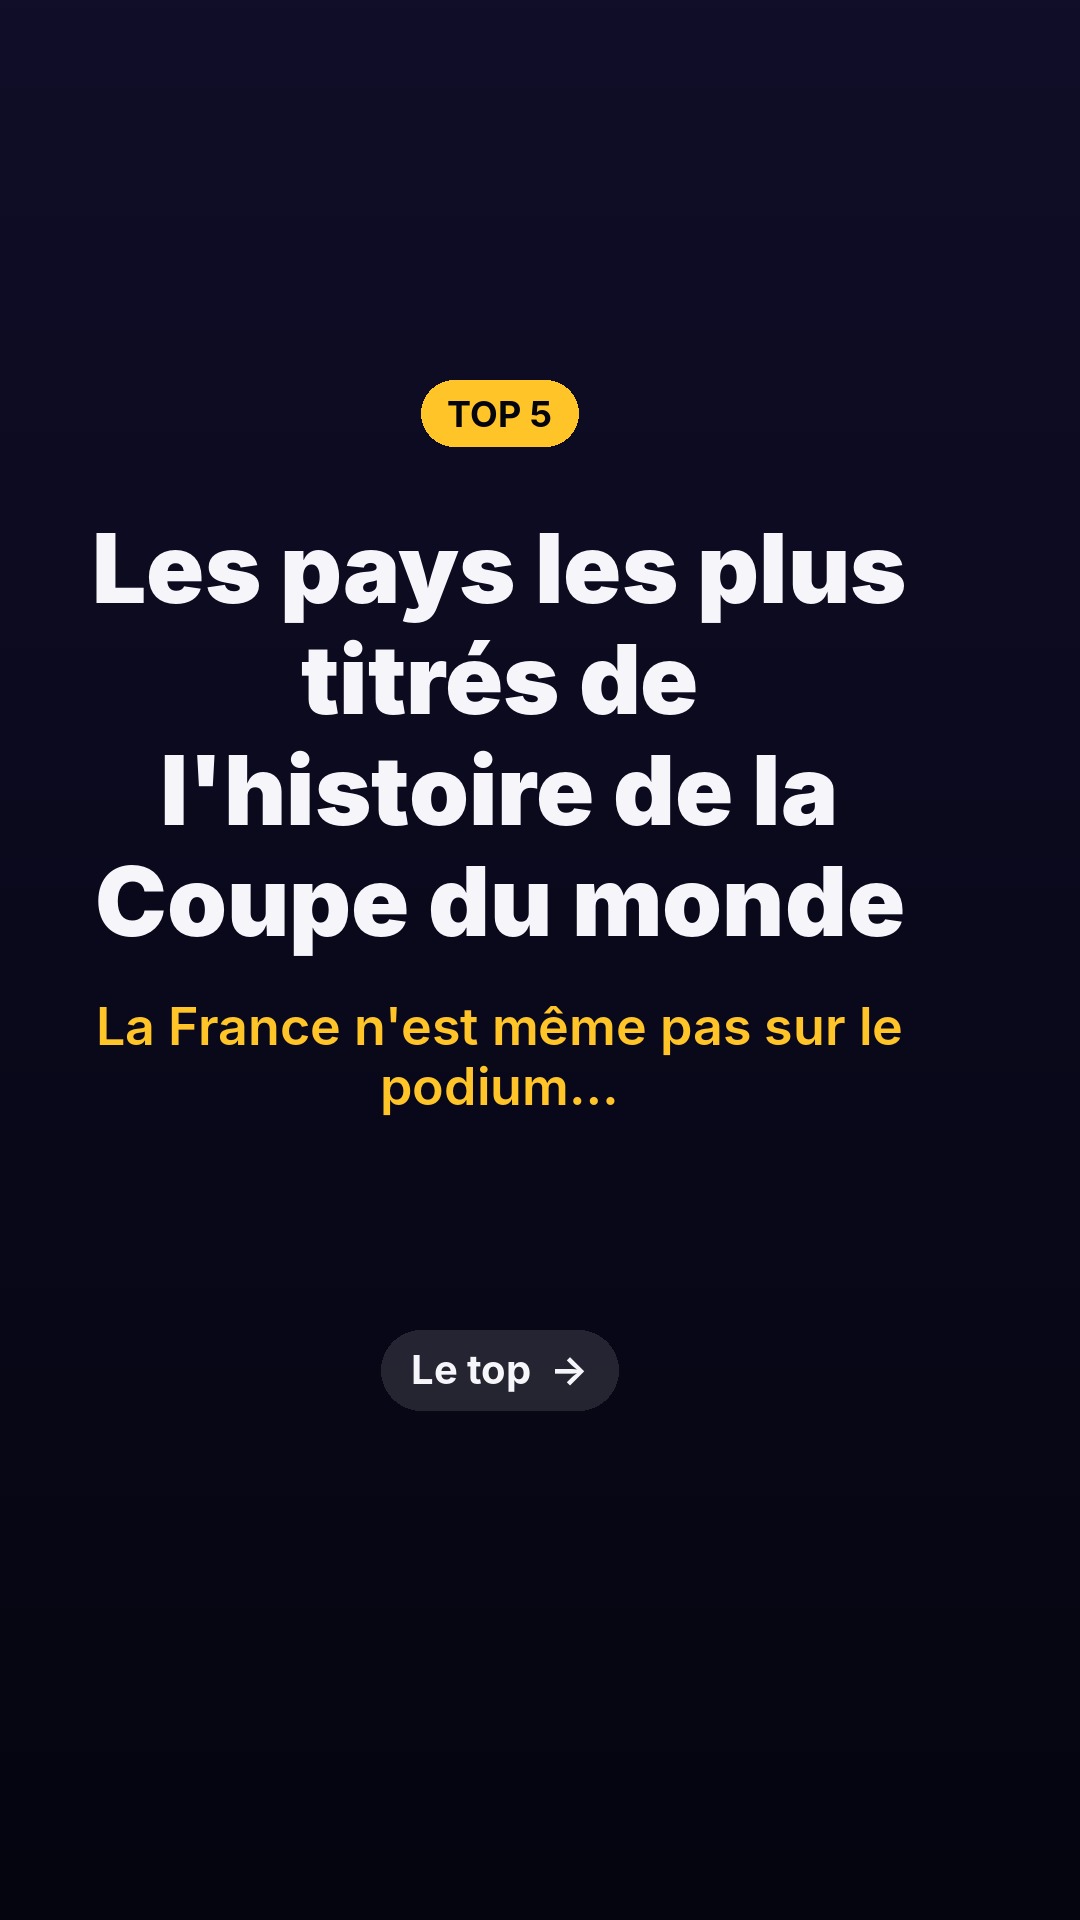 TOP 5
Les pays les plus
titrés de
l'histoire de la
Coupe du monde
La France n'est même pas sur le
podium…
Le top →